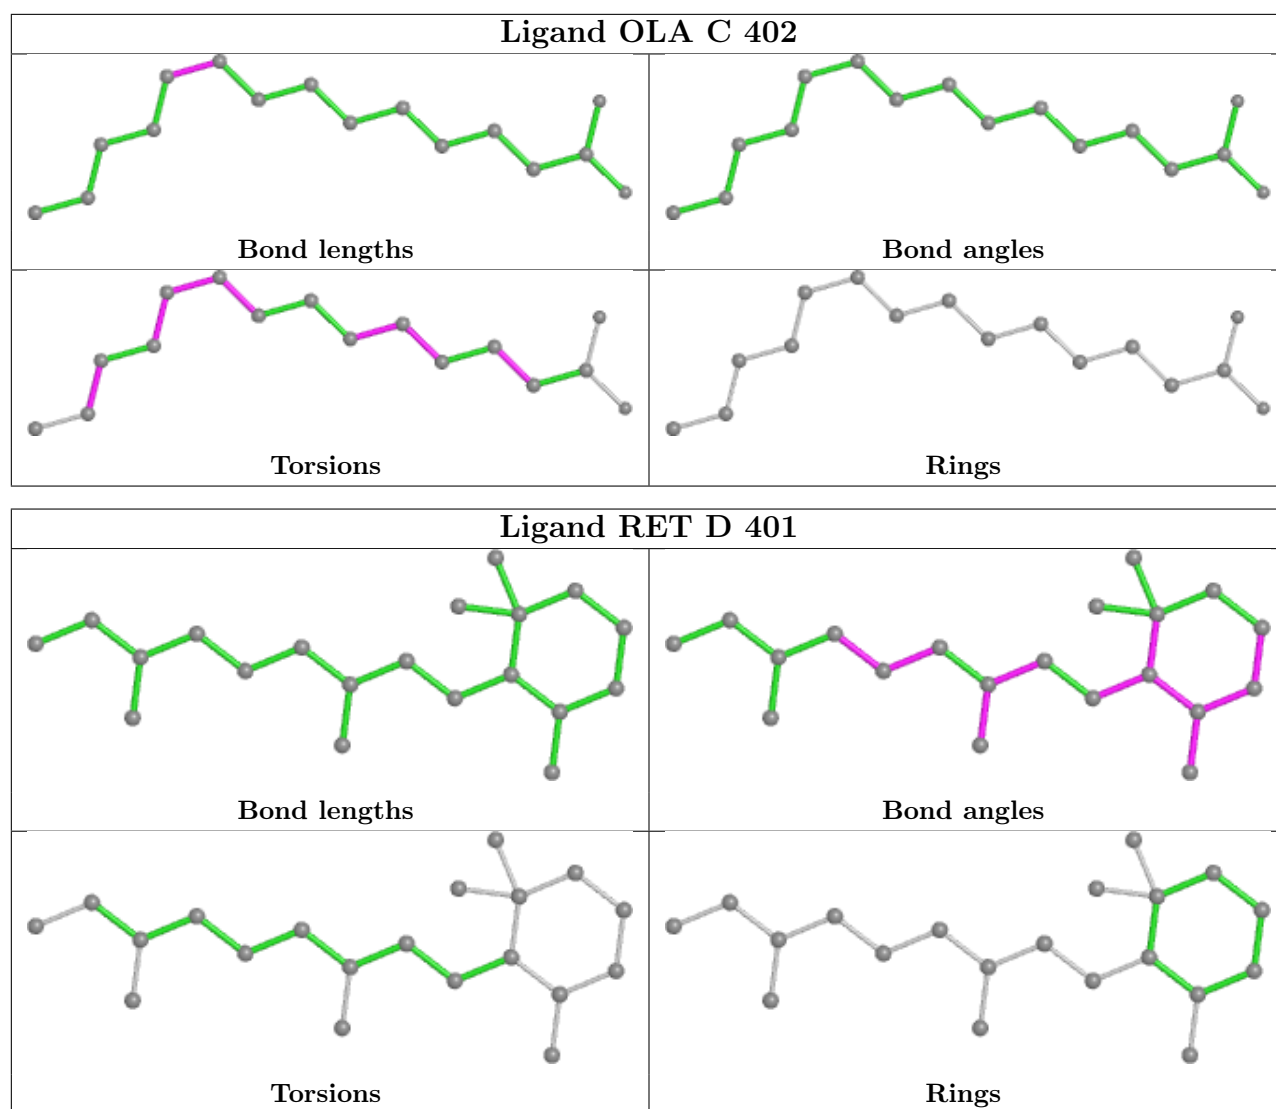 Ligand OLA C 402
Bond lengths
Bond angles
Torsions
Rings
Ligand RET D 401
Bond lengths
Bond angles
Torsions
Rings